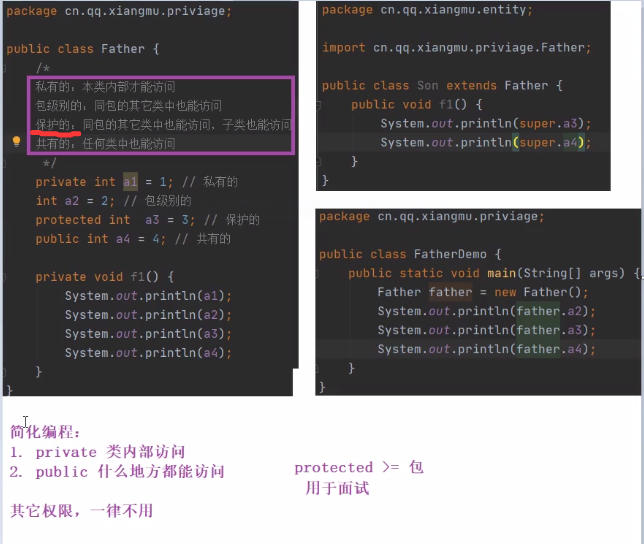 package cn.qq.xiangmu.priviage;
public class Father {
/*
私有的：本类内部才能访问
包级别的，同包的其它类中也能访问
保护的：同包的其它类中也能访问，子类也能访问
共有的：任何类中也能访问
*/
private int a1 = 1; // 私有的
int a2 = 2; // 包级别的
protected int  a3 = 3; // 保护的
public int a4 = 4; // 共有的
private void f1() {
System.out.println(a1);
System.out.println(a2);
System.out.println(a3);
System.out.println(a4);
}
}
package cn.qq.xiangmu.entity;
import cn.qq.xiangmu.priviage.Father;
public class Son extends Father {
public void f1() {
System.out.println(super.a3);
System.out.println(super.a4);
}
}
package cn.qq.xiangmu.priviage;
public class FatherDemo {
public static void main(String[] args) {
Father father = new Father();
System.out.println(father.a2);
System.out.println(father.a3);
System.out.println(father.a4);
}
}
简化编程：
1. private 类内部访问
2. public 什么地方都能访问
其它权限，一律不用
protected >= 包
用于面试